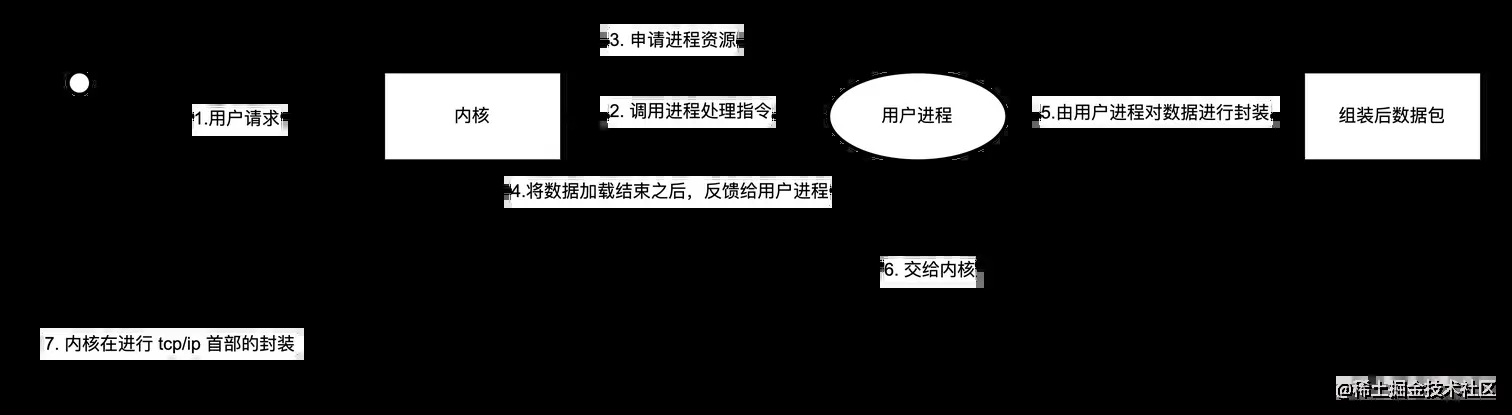 3. 申请进程资源
1.用户请求
内核
2. 调用进程处理指令
用户进程
5.由用户进程对数据进行封装
组装后数据包
4.将数据加载结束之后，反馈给用户进程
6. 交给内核
7. 内核在进行 tcp/ip 首部的封装
@稀土掘金技术社区